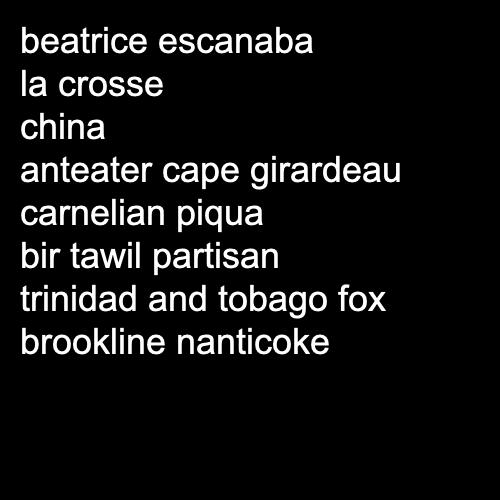 beatrice escanaba
la crosse
china
anteater cape girardeau
carnelian piqua
bir tawil partisan
trinidad and tobago fox
brookline nanticoke